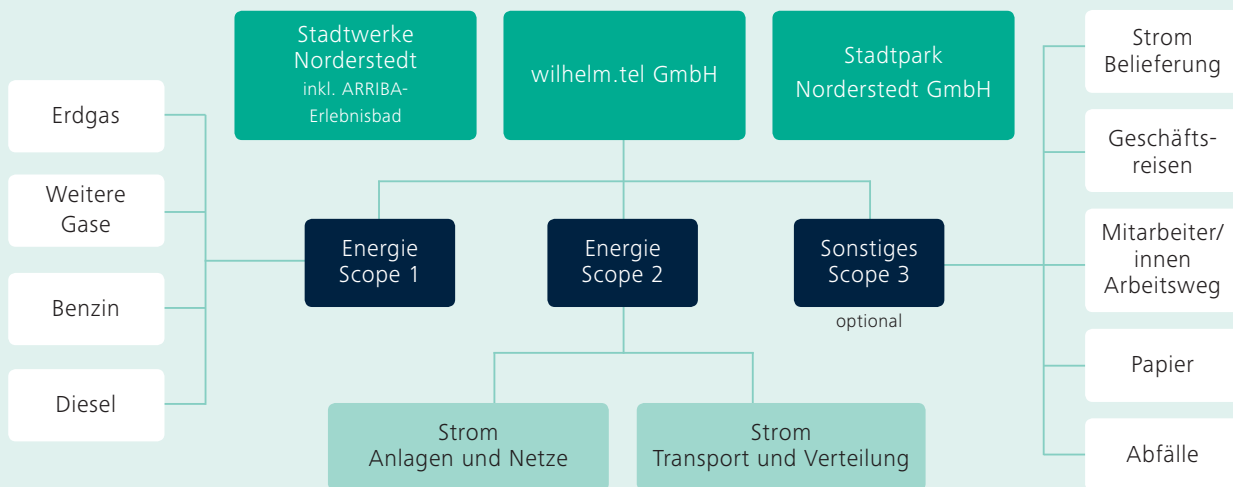 Stadtwerke
Norderstedt
inkl. ARRIBA-
Erlebnisbad
wilhelm.tel GmbH
Stadtpark
Norderstedt GmbH
Erdgas
Weitere
Gase
Benzin
Diesel
Energie
Scope 1
Energie
Scope 2
Sonstiges
Scope 3
optional
Strom
Anlagen und Netze
Strom
Transport und Verteilung
Strom
Belieferung
Geschäfts-
reisen
Mitarbeiter/
innen
Arbeitsweg
Papier
Abfälle